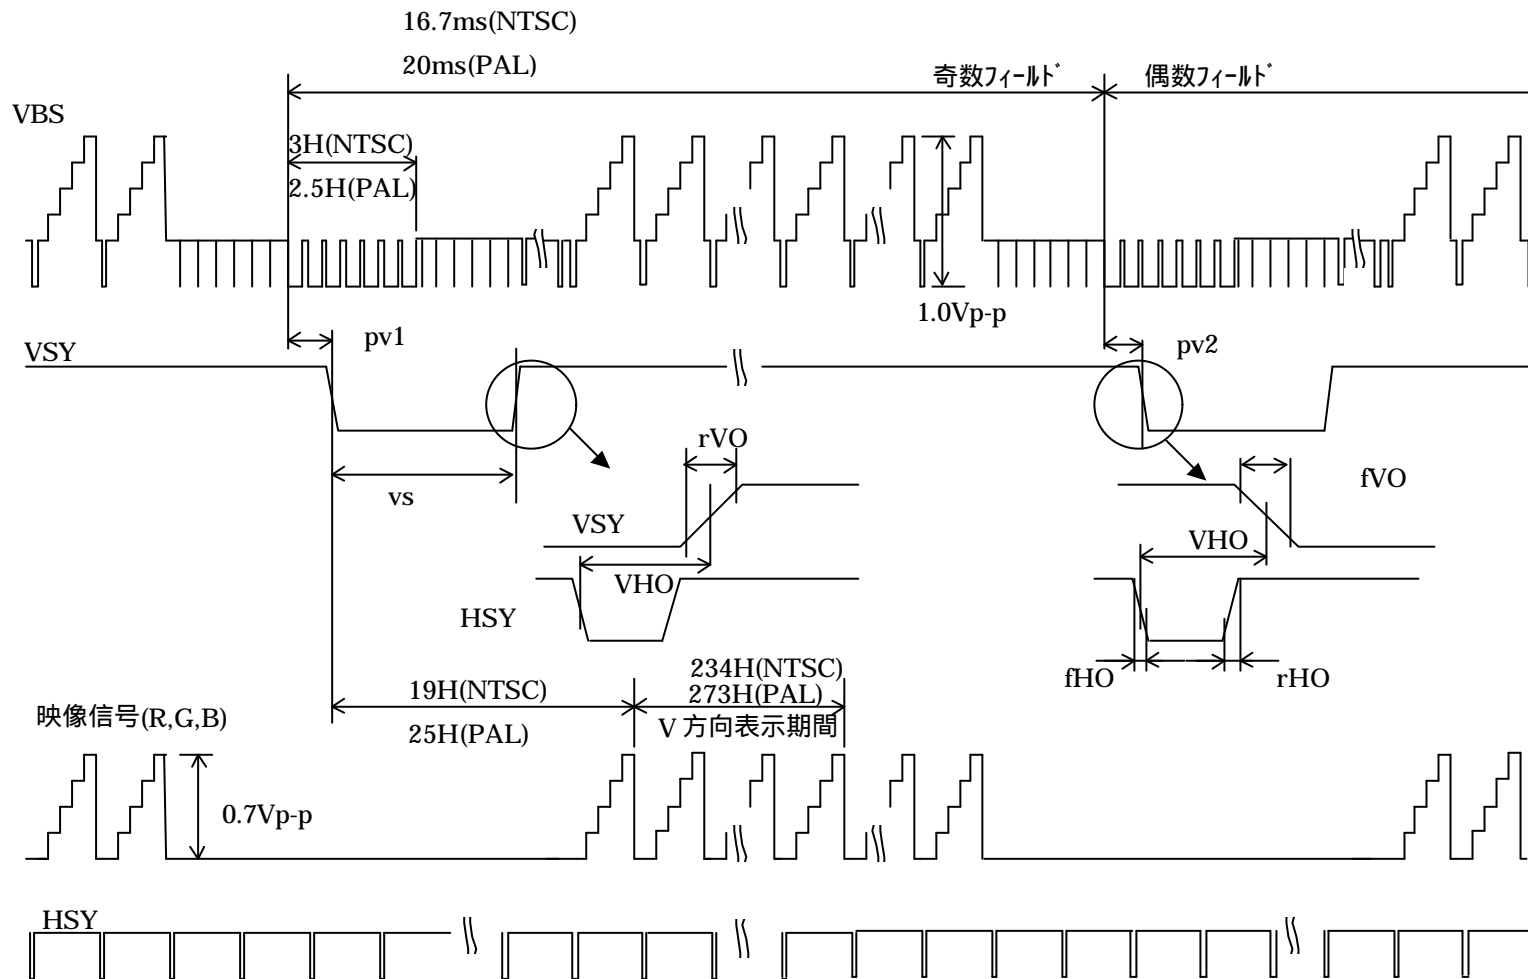 16.7ms(NTSC)
20ms(PAL)
奇数フィールド
偶数フィールド
VBS
3H(NTSC)
2.5H(PAL)
1.0Vp-p
pv1
pv2
VSY
rVO
fVO
vs
VSY
VHO
VHO
HSY
fHO
rHO
234H(NTSC)
19H(NTSC)
273H(PAL)
映像信号(R,G,B)
25H(PAL)
V 方向表示期間
0.7Vp-p
HSY